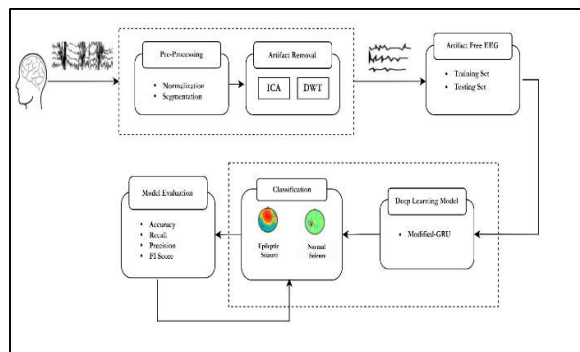 Pre-Processing
• Normalization
• Segmentation
Artifact Removal
ICA
DWT
Artifact Free EEG
• Training Set
• Testing Set
Model Evaluation
• Accuracy
• Recall
• Precision
• F1 Score
Classification
Epileptic
Seizure
Normal
Seizure
Deep Learning Model
• Modified-GRU